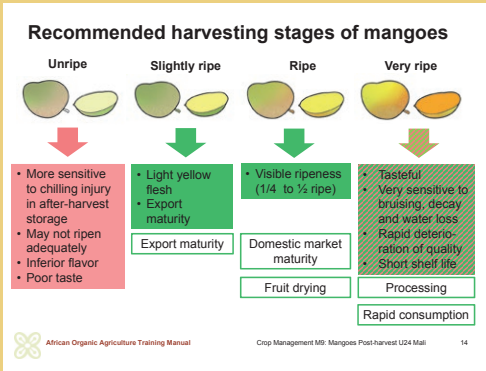 Recommended harvesting stages of mangoes
Unripe
Slightly ripe
Ripe
Very ripe
• More sensitive
to chilling injury
in after-harvest
storage
• May not ripen
adequately
• Inferior flavor
• Poor taste
• Light yellow
flesh
• Export
maturity
Export maturity
• Visible ripeness
(1/4 to ½ ripe)
Domestic market
maturity
Fruit drying
• Tasteful
• Very sensitive to
bruising, decay
and water loss
• Rapid deterio-
ration of quality
• Short shelf life
Processing
Rapid consumption
African Organic Agriculture Training Manual
Crop Management M9: Mangoes Post-harvest U24 Mali
14